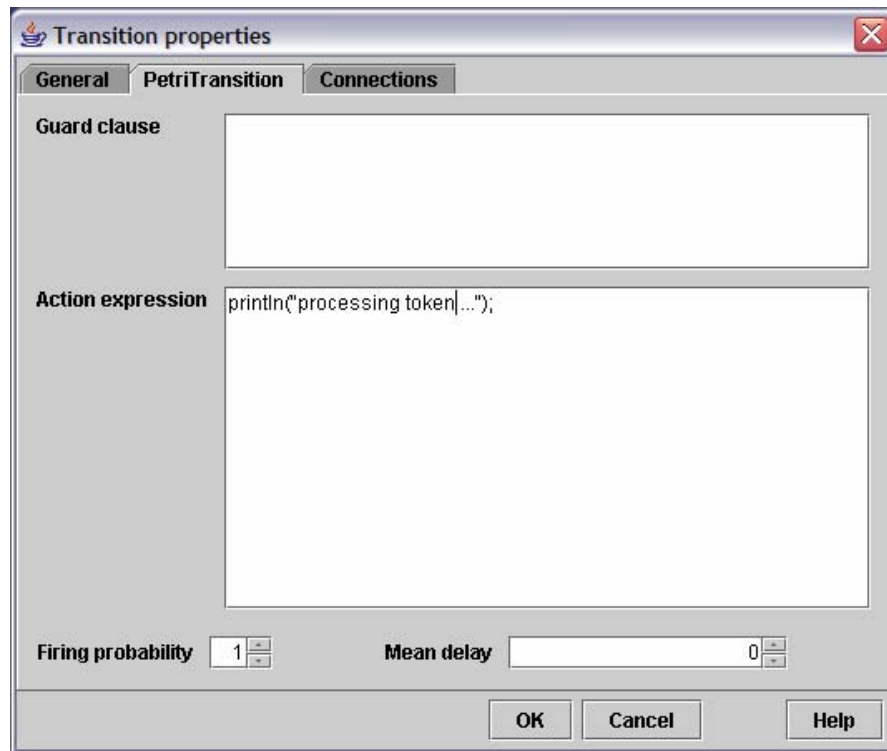 Transition properties
General PetriTransition Connections
Guard clause
Action expression println("processing token...");
Firing probability 1 Mean delay 0
OK Cancel Help